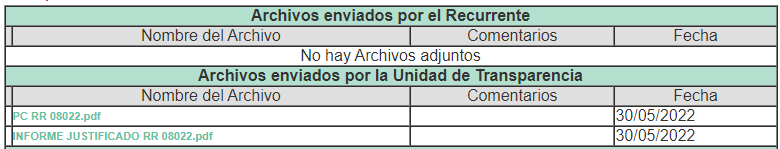 Archivos enviados por el Recurrente
Nombre del Archivo Comentarios Fecha
No hay Archivos adjuntos
Archivos enviados por la Unidad de Transparencia
Nombre del Archivo Comentarios Fecha
PC RR 08022.pdf 30/05/2022
INFORME JUSTIFICADO RR 08022.pdf 30/05/2022